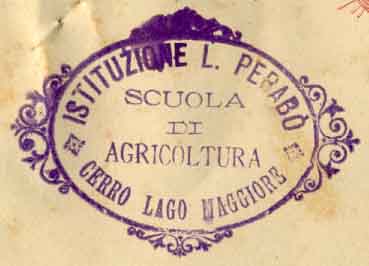 ISTITUZIONE L. PERABÒ
SCUOLA
DI
AGRICOLTURA
CERRO LAGO MAGGIORE